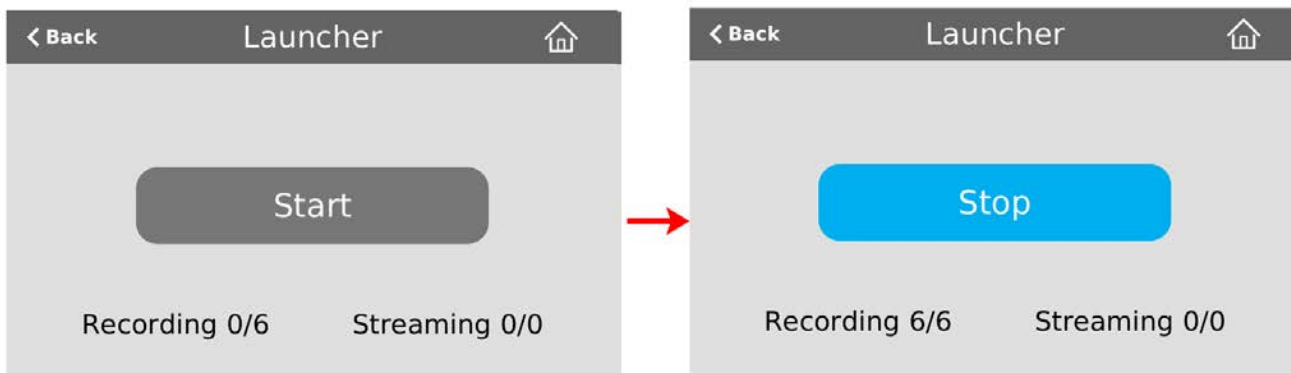 Back Launcher
Start
Recording 0/6 Streaming 0/0
Back Launcher
Stop
Recording 6/6 Streaming 0/0